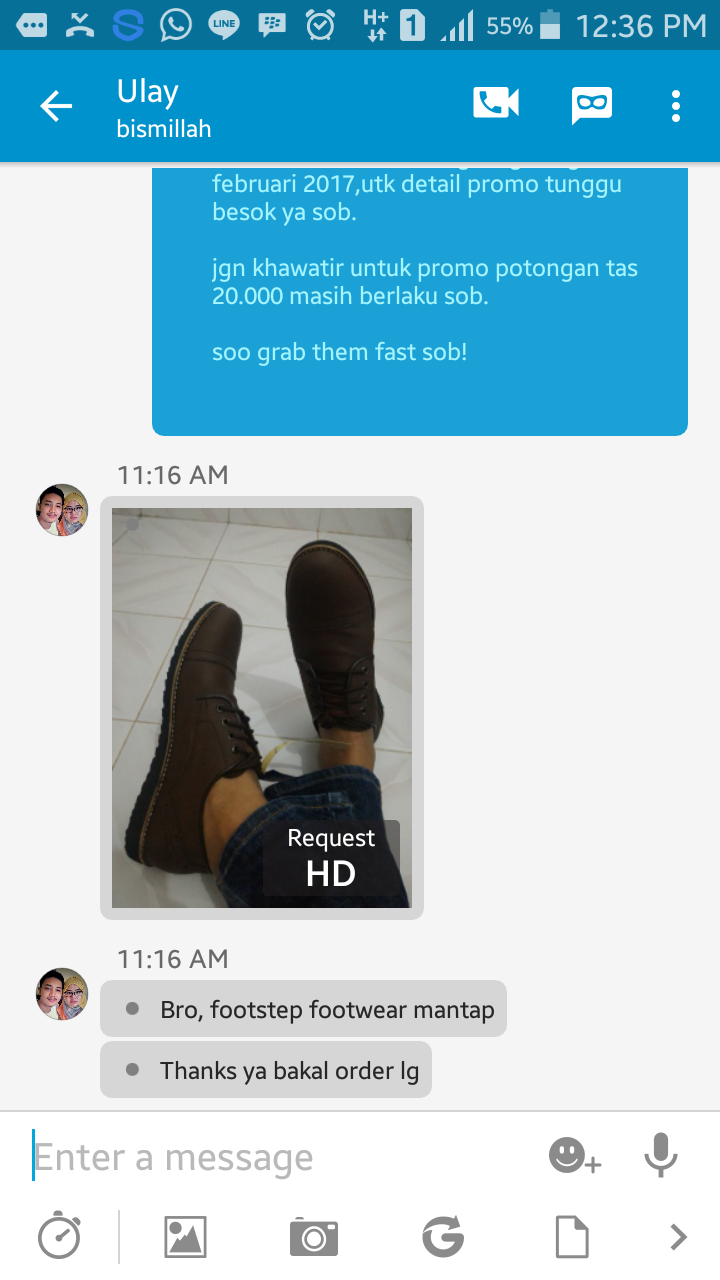 LINE
H+
1
55%
12:36 PM
Ulay
bismillah
februari 2017,utk detail promo tunggu
besok ya sob.
jgn khawatir untuk promo potongan tas
20.000 masih berlaku sob.
soo grab them fast sob!
11:16 AM
Request
HD
11:16 AM
Bro, footstep footwear mantap
Thanks ya bakal order lg
Enter a message